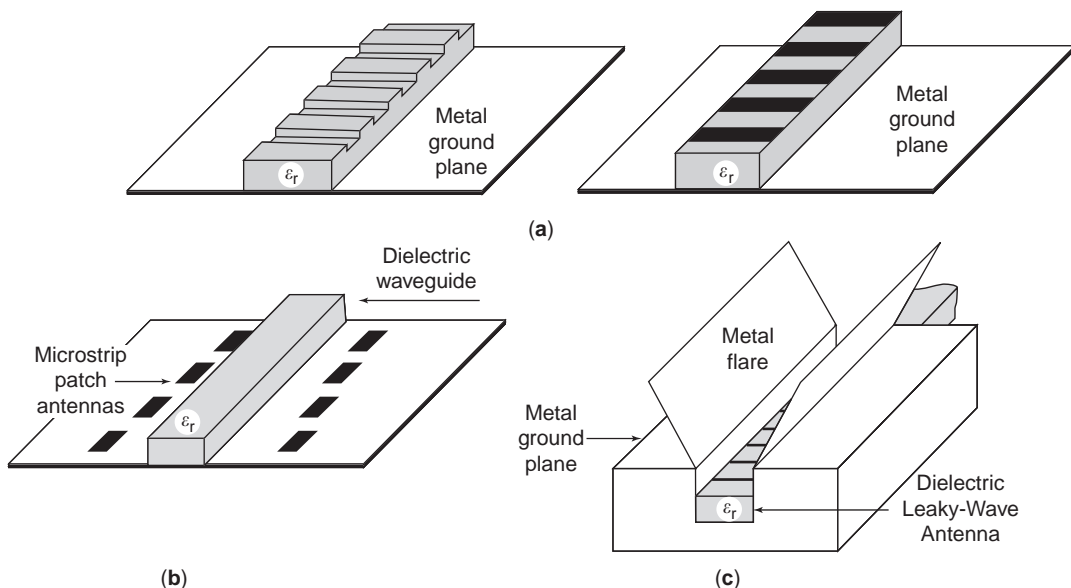 Metal
ground
plane
εr
Metal
ground
plane
εr
(a)
Dielectric
waveguide
Microstrip
patch
antennas
εr
(b)
Metal
flare
Metal
ground
plane
εr
Dielectric
Leaky-Wave
Antenna
(c)